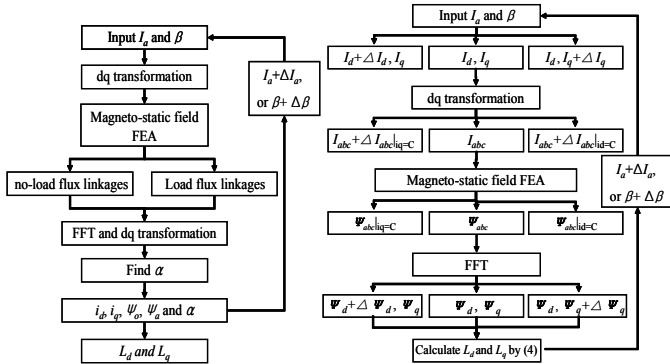 Input I_a and β
dq transformation
Magneto-static field
FEA
no-load flux linkages
Load flux linkages
FFT and dq transformation
Find α
i_d, i_q, ψ_o, ψ_a and α
L_d and L_q
I_a+ΔI_a,
or β+Δβ
Input I_a and β
I_d+△I_d, I_q
I_d, I_q
I_d, I_q+△I_q
dq transformation
I_abc+△I_abc|iq=C
I_abc
I_abc+△I_abc|id=C
Magneto-static field FEA
Ψ_abc|iq=C
Ψ_abc
Ψ_abc|id=C
FFT
Ψ_d+△Ψ_d, Ψ_q
Ψ_d, Ψ_q
Ψ_d, Ψ_q+△Ψ_q
Calculate L_d and L_q by (4)
I_a+ΔI_a,
or β+Δβ